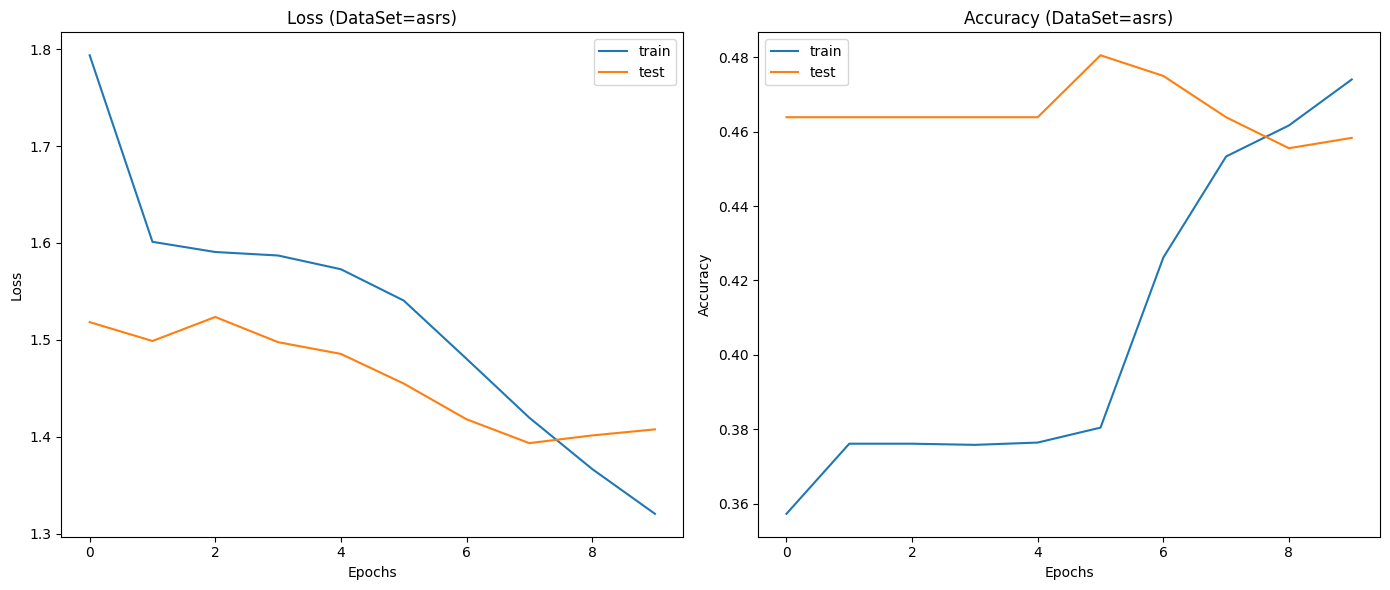 Loss (DataSet=asrs)
train
test
1.8
1.7
1.6
1.5
1.4
1.3
Loss
0
2
4
6
8
Epochs
Accuracy (DataSet=asrs)
train
test
0.48
0.46
0.44
0.42
0.40
0.38
0.36
Accuracy
0
2
4
6
8
Epochs